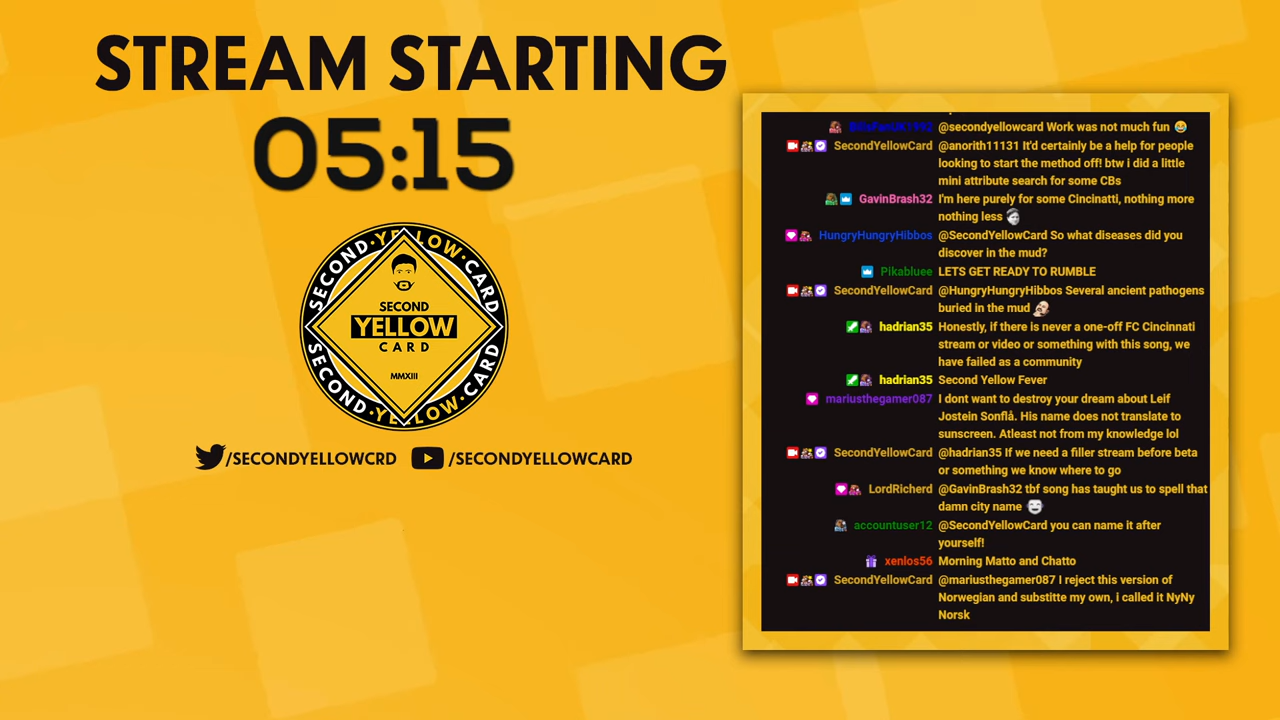 STREAM STARTING
05:15
SECOND·YELLOW·CARD
SECOND
YELLOW
CARD
MMXIII
SECOND·YELLOW·CARD
/SECONDYELLOWCRD /SECONDYELLOWCARD
@secondyellowcard Work was not much fun 😂
SecondYellowCard @anorith11131 It'd certainly be a help for people
looking to start the method off! btw i did a little
mini attribute search for some CBs
GavinBrash32 I'm here purely for some Cincinatti, nothing more
nothing less
HungryHungryHibbos @SecondYellowCard So what diseases did you
discover in the mud?
Pikabluee LETS GET READY TO RUMBLE
SecondYellowCard @HungryHungryHibbos Several ancient pathogens
buried in the mud
hadrian35 Honestly, if there is never a one-off FC Cincinnati
stream or video or something with this song, we
have failed as a community
hadrian35 Second Yellow Fever
mariusthegamer087 I dont want to destroy your dream about Leif
Jostein Sonflå. His name does not translate to
sunscreen. Atleast not from my knowledge lol
SecondYellowCard @hadrian35 If we need a filler stream before beta
or something we know where to go
LordRicherd @GavinBrash32 tbf song has taught us to spell that
damn city name
accountuser12 @SecondYellowCard you can name it after
yourself!
xenlos56 Morning Matto and Chatto
SecondYellowCard @mariusthegamer087 I reject this version of
Norwegian and substitte my own, i called it NyNy
Norsk